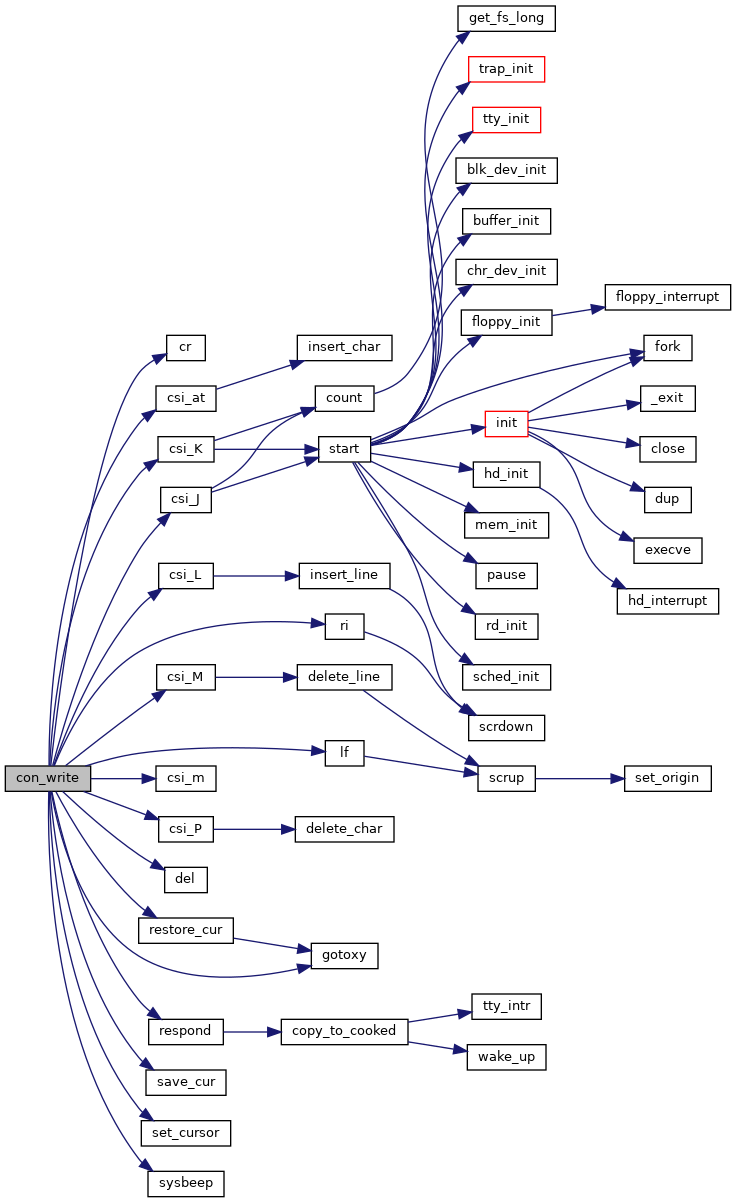 get_fs_long
trap_init
tty_init
blk_dev_init
buffer_init
chr_dev_init
floppy_interrupt
floppy_init
cr
insert_char
fork
csi_at
count
_exit
init
csi_K
start
close
hd_init
csi_J
dup
mem_init
execve
csi_L
insert_line
pause
hd_interrupt
ri
rd_init
csi_M
delete_line
sched_init
scrdown
lf
con_write
csi_m
scrup
set_origin
csi_P
delete_char
del
restore_cur
gotoxy
tty_intr
respond
copy_to_cooked
wake_up
save_cur
set_cursor
sysbeep